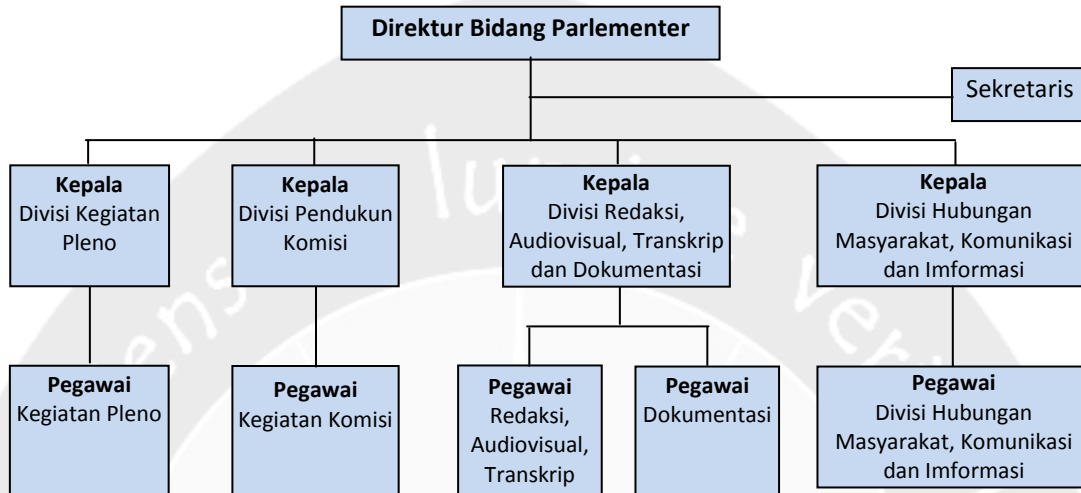 Direktur Bidang Parlementer
Sekretaris
Kepala
Divisi Kegiatan
Pleno
Kepala
Divisi Pendukun
Komisi
Kepala
Divisi Redaksi,
Audiovisual, Transkrip
dan Dokumentasi
Kepala
Divisi Hubungan
Masyarakat, Komunikasi
dan Imformasi
Pegawai
Kegiatan Pleno
Pegawai
Kegiatan Komisi
Pegawai
Redaksi,
Audiovisual,
Transkrip
Pegawai
Dokumentasi
Pegawai
Divisi Hubungan
Masyarakat, Komunikasi
dan Imformasi